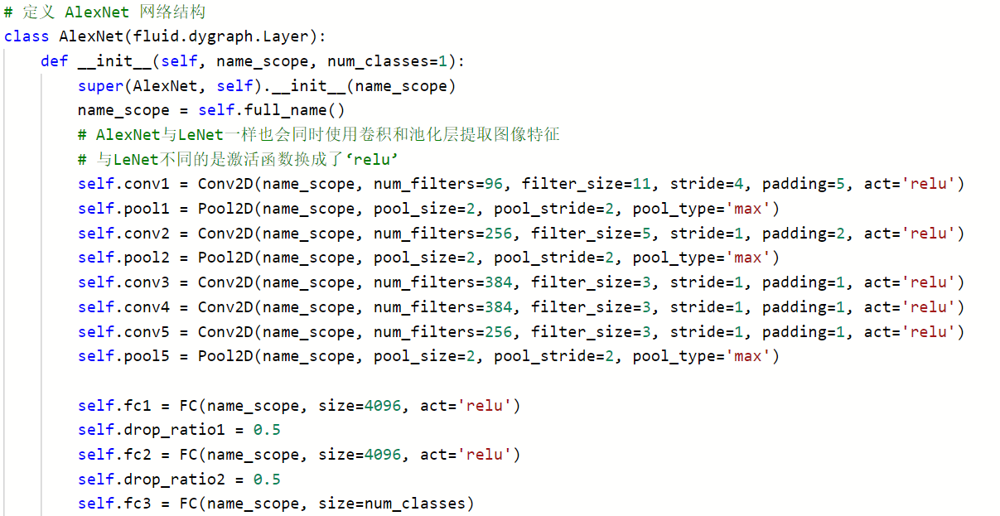 # 定义 AlexNet 网络结构
class AlexNet(fluid.dygraph.Layer):
    def __init__(self, name_scope, num_classes=1):
        super(AlexNet, self).__init__(name_scope)
        name_scope = self.full_name()
        # AlexNet与LeNet一样也会同时使用卷积和池化层提取图像特征
        # 与LeNet不同的是激活函数换成了‘relu’
        self.conv1 = Conv2D(name_scope, num_filters=96, filter_size=11, stride=4, padding=5, act='relu')
        self.pool1 = Pool2D(name_scope, pool_size=2, pool_stride=2, pool_type='max')
        self.conv2 = Conv2D(name_scope, num_filters=256, filter_size=5, stride=1, padding=2, act='relu')
        self.pool2 = Pool2D(name_scope, pool_size=2, pool_stride=2, pool_type='max')
        self.conv3 = Conv2D(name_scope, num_filters=384, filter_size=3, stride=1, padding=1, act='relu')
        self.conv4 = Conv2D(name_scope, num_filters=384, filter_size=3, stride=1, padding=1, act='relu')
        self.conv5 = Conv2D(name_scope, num_filters=256, filter_size=3, stride=1, padding=1, act='relu')
        self.pool5 = Pool2D(name_scope, pool_size=2, pool_stride=2, pool_type='max')

        self.fc1 = FC(name_scope, size=4096, act='relu')
        self.drop_ratio1 = 0.5
        self.fc2 = FC(name_scope, size=4096, act='relu')
        self.drop_ratio2 = 0.5
        self.fc3 = FC(name_scope, size=num_classes)